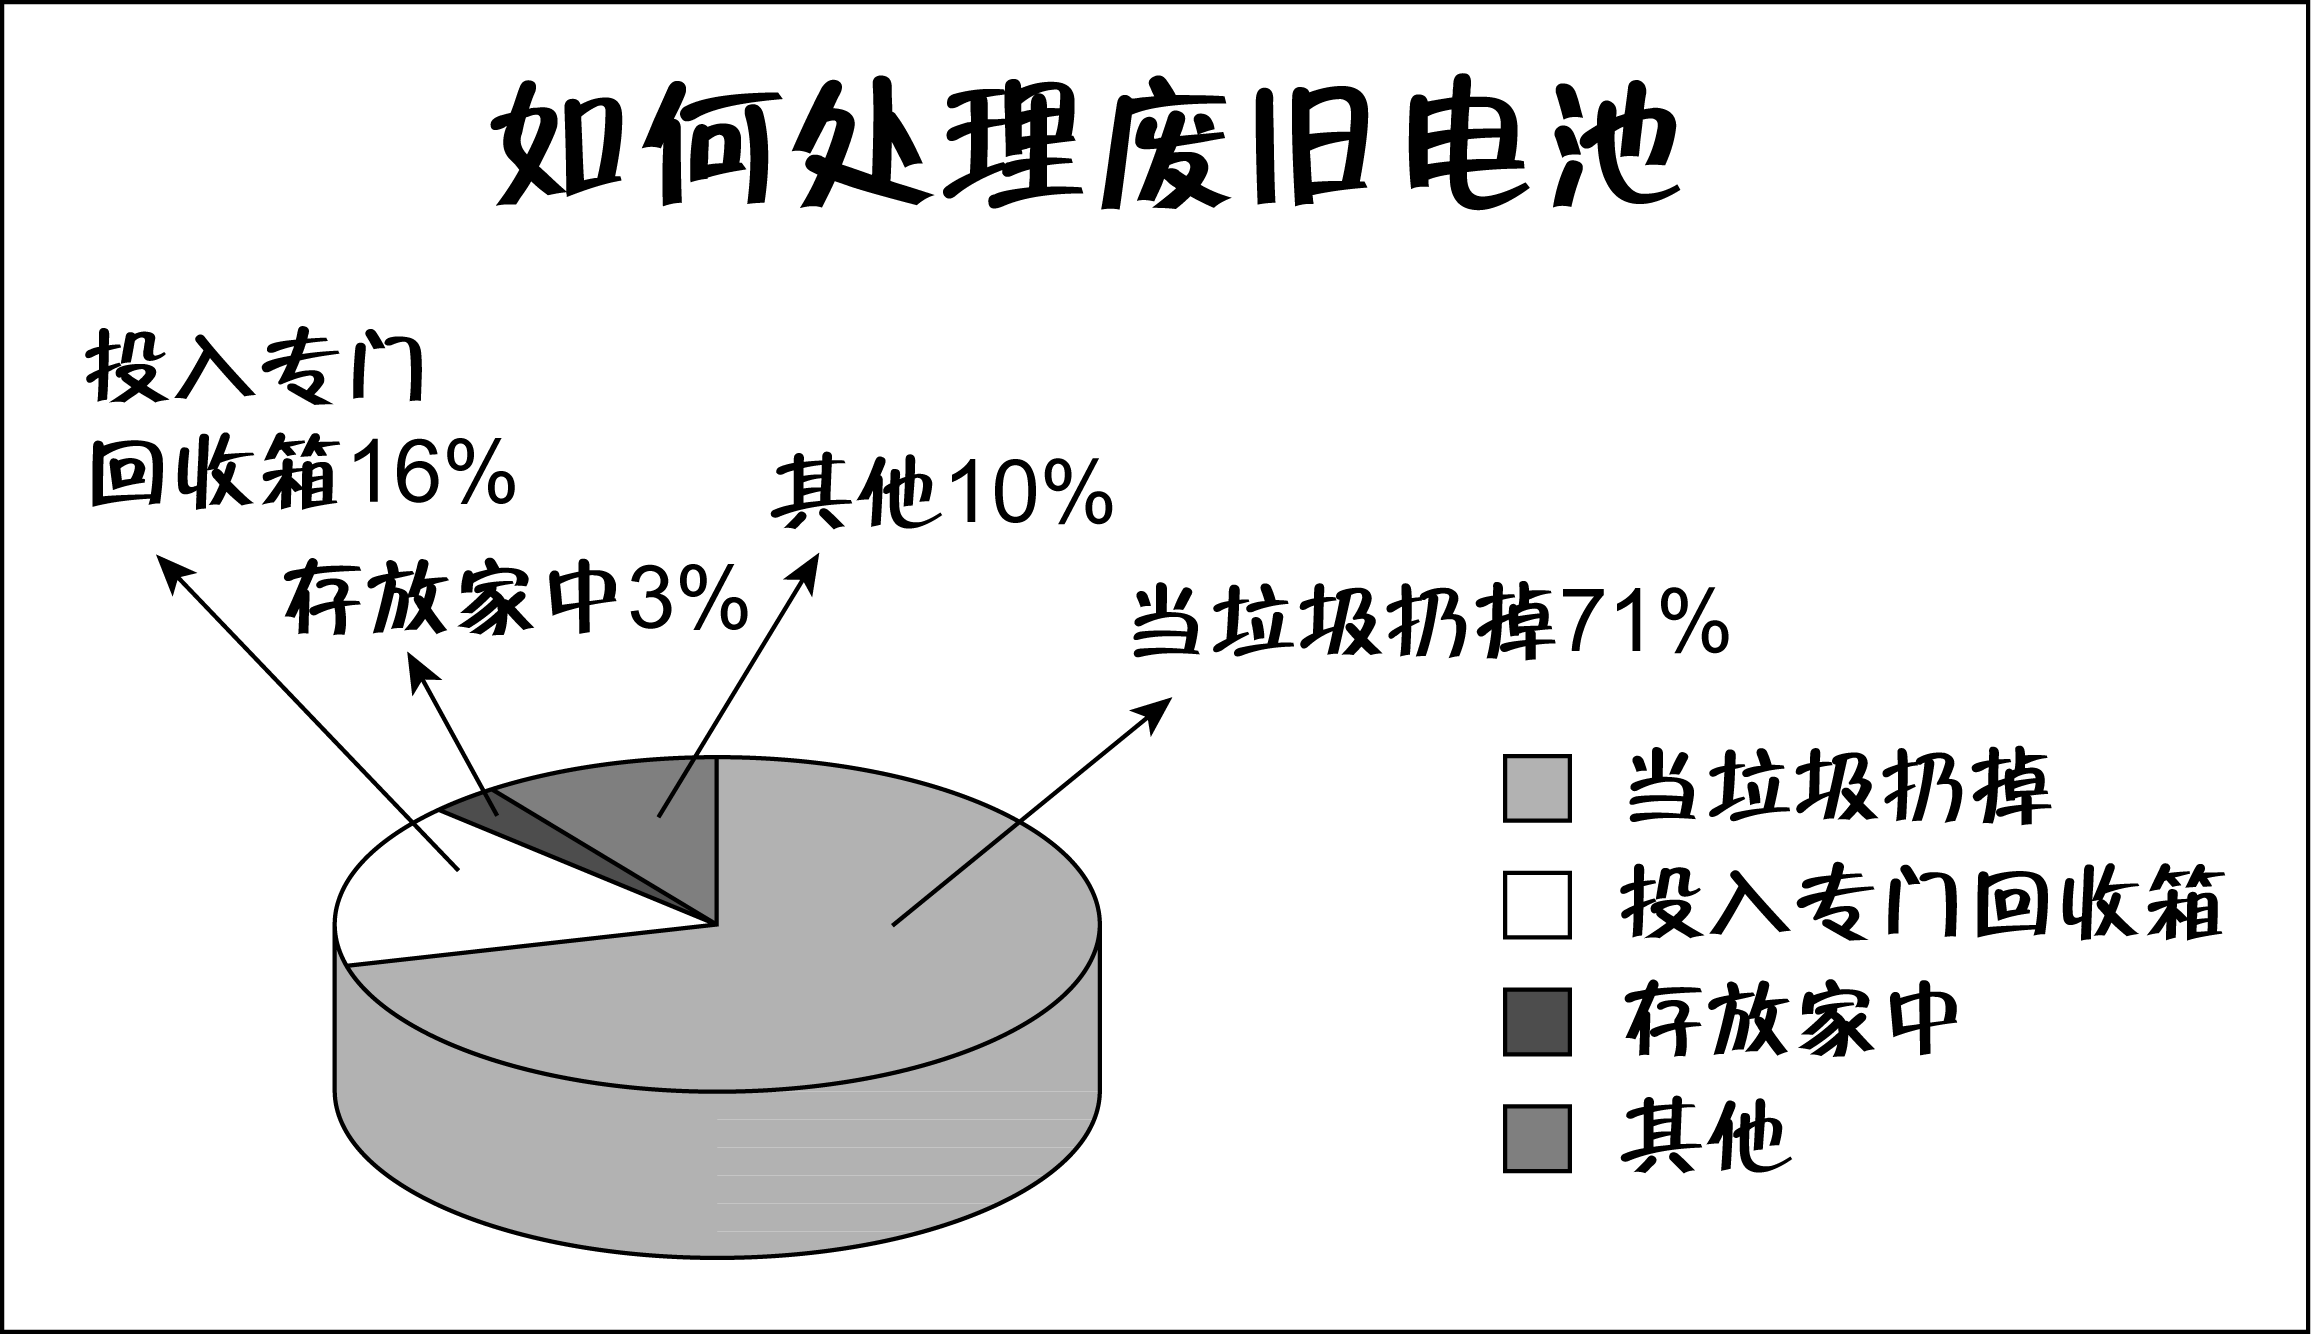 如何处理废旧电池
投入专门
回收箱16%
其他10%
存放家中3%
当垃圾扔掉71%
当垃圾扔掉
投入专门回收箱
存放家中
其他